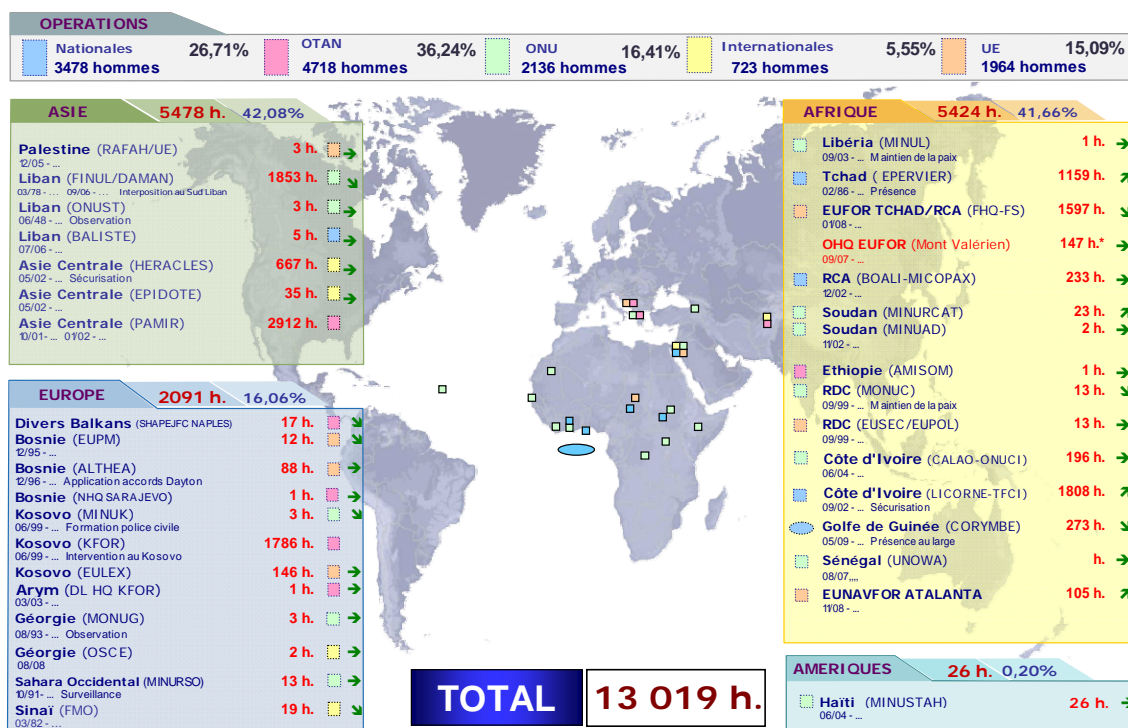 OPERATIONS
Nationales 26,71%
3478 hommes
OTAN 36,24%
4718 hommes
ONU 16,41%
2136 hommes
Internationales 5,55%
723 hommes
UE 15,09%
1964 hommes
ASIE 5478 h. 42,08%
Palestine (RAFAH/UE) 3 h.
12/05 - ...
Liban (FINUL/DAMAN) 1853 h.
03/78 - ... 09/06 - ... Interposition au Sud Liban
Liban (ONUST) 3 h.
06/48 - ... Observation
Liban (BALISTE) 5 h.
07/06 - ...
Asie Centrale (HERACLES) 667 h.
05/02 - ... Sécurisation
Asie Centrale (EPIDOTE) 35 h.
05/02 - ...
Asie Centrale (PAMIR) 2912 h.
10/01- ... 01/02 - ...
EUROPE 2091 h. 16,06%
Divers Balkans (SHAPEJFC NAPLES) 17 h.
Bosnie (EUPM) 12 h.
12/95 - ...
Bosnie (ALTHEA) 88 h.
12/96 - ... Application accords Dayton
Bosnie (NHQ SARAJEVO) 1 h.
Kosovo (MINUK) 3 h.
06/99 - ... Formation police civile
Kosovo (KFOR) 1786 h.
06/99 - ... Intervention au Kosovo
Kosovo (EULEX) 146 h.
Arym (DL HQ KFOR) 1 h.
03/03 - ...
Géorgie (MONUG) 3 h.
08/93 - ... Observation
Géorgie (OSCE) 2 h.
08/08
Sahara Occidental (MINURSO) 13 h.
10/91- ... Surveillance
Sinaï (FMO) 19 h.
03/82 - ...
AFRIQUE 5424 h. 41,66%
Libéria (MINUL) 1 h.
09/03 - ... Maintien de la paix
Tchad ( EPERVIER) 1159 h.
02/86 - ... Présence
EUFOR TCHAD/RCA (FHQ-FS) 1597 h.
01/08 - ...
OHQ EUFOR (Mont Valérien) 147 h.*
09/07 - ...
RCA (BOALI-MICOPAX) 233 h.
12/02 - ...
Soudan (MINURCAT) 23 h.
Soudan (MINUAD) 2 h.
11/02 - ...
Ethiopie (AMISOM) 1 h.
RDC (MONUC) 13 h.
09/99 - ... Maintien de la paix
RDC (EUSEC/EUPOL) 13 h.
09/99 - ...
Côte d'Ivoire (CALAO-ONUCI) 196 h.
06/04 - ...
Côte d'Ivoire (LICORNE-TFCI) 1808 h.
09/02 - ... Sécurisation
Golfe de Guinée (CORYMBE) 273 h.
05/09 - ... Présence au large
Sénégal (UNOWA) h.
08/07,,,,
EUNAVFOR ATALANTA 105 h.
11/08 - ...
AMERIQUES 26 h. 0,20%
Haïti (MINUSTAH) 26 h.
06/04 - ...
TOTAL 13 019 h.